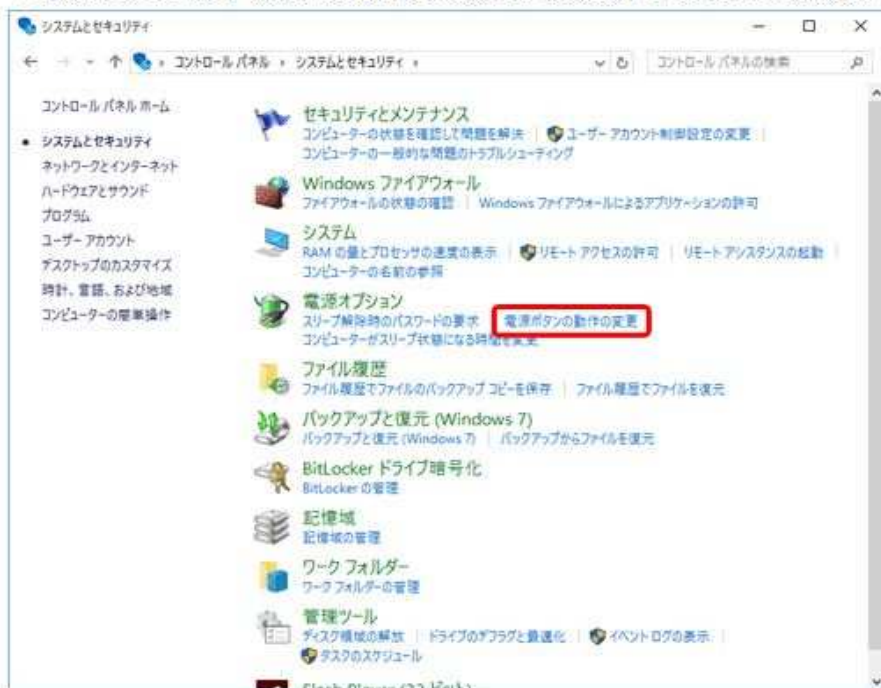 システムとセキュリティ
コントロール パネル › システムとセキュリティ ›
コントロール パネルの検索
コントロール パネル ホーム
システムとセキュリティ
ネットワークとインターネット
ハードウェアとサウンド
プログラム
ユーザー アカウント
デスクトップのカスタマイズ
時計、言語、および地域
コンピューターの簡単操作
セキュリティとメンテナンス
コンピューターの状態を確認して問題を解決 | ユーザー アカウント制御設定の変更 |
コンピューターの一般的な問題のトラブルシューティング
Windows ファイアウォール
ファイアウォールの状態の確認 | Windows ファイアウォールによるアプリケーションの許可
システム
RAM の量とプロセッサの速度の表示 | リモート アクセスの許可 | リモート アシスタンスの起動 |
コンピューターの名前の参照
電源オプション
スリープ解除時のパスワードの要求 | 電源ボタンの動作の変更
コンピューターがスリープ状態になる時間を変更
ファイル履歴
ファイル履歴でファイルのバックアップ コピーを保存 | ファイル履歴でファイルを復元
バックアップと復元 (Windows 7)
バックアップと復元 (Windows 7) | バックアップからファイルを復元
BitLocker ドライブ暗号化
BitLocker の管理
記憶域
記憶域の管理
ワーク フォルダー
ワーク フォルダーの管理
管理ツール
ディスク領域の解放 | ドライブのデフラグと最適化 | イベント ログの表示 |
タスクのスケジュール
Flash Player (32 ビット)